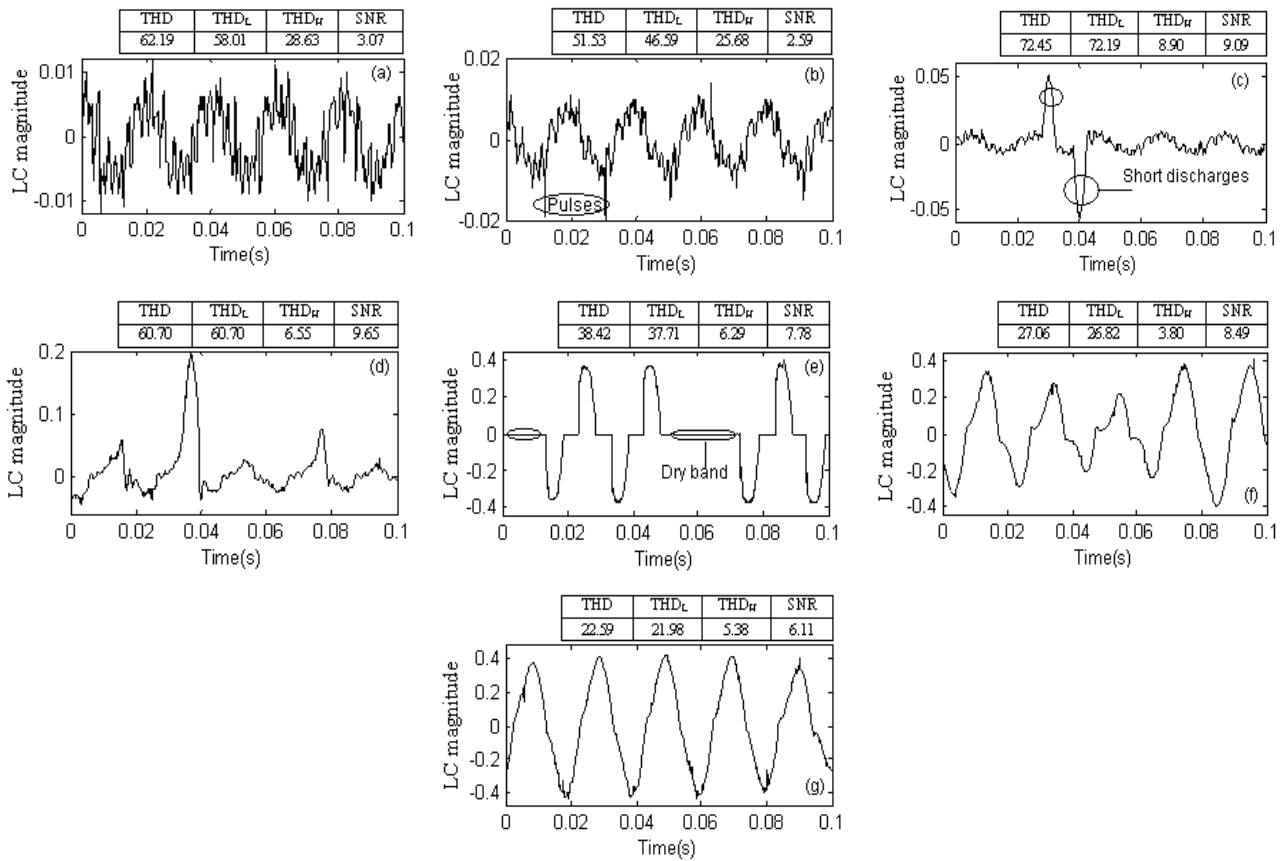 THD THD_L THD_H SNR
62.19 58.01 28.63 3.07
(a)
LC magnitude
0.01
0
-0.01
0 0.02 0.04 0.06 0.08 0.1
Time(s)
THD THD_L THD_H SNR
51.53 46.59 25.68 2.59
(b)
LC magnitude
0.02
0
-0.02
Pulses
0 0.02 0.04 0.06 0.08 0.1
Time(s)
THD THD_L THD_H SNR
72.45 72.19 8.90 9.09
(c)
LC magnitude
0.05
0
-0.05
Short discharges
0 0.02 0.04 0.06 0.08 0.1
Time(s)
THD THD_L THD_H SNR
60.70 60.70 6.55 9.65
(d)
LC magnitude
0.2
0.1
0
0 0.02 0.04 0.06 0.08 0.1
Time(s)
THD THD_L THD_H SNR
38.42 37.71 6.29 7.78
(e)
LC magnitude
0.4
0.2
0
-0.2
-0.4
Dry band
0 0.02 0.04 0.06 0.08 0.1
Time(s)
THD THD_L THD_H SNR
27.06 26.82 3.80 8.49
LC magnitude
0.4
0.2
0
-0.2
-0.4
(f)
0 0.02 0.04 0.06 0.08 0.1
Time(s)
THD THD_L THD_H SNR
22.59 21.98 5.38 6.11
LC magnitude
0.4
0.2
0
-0.2
-0.4
(g)
0 0.02 0.04 0.06 0.08 0.1
Time(s)